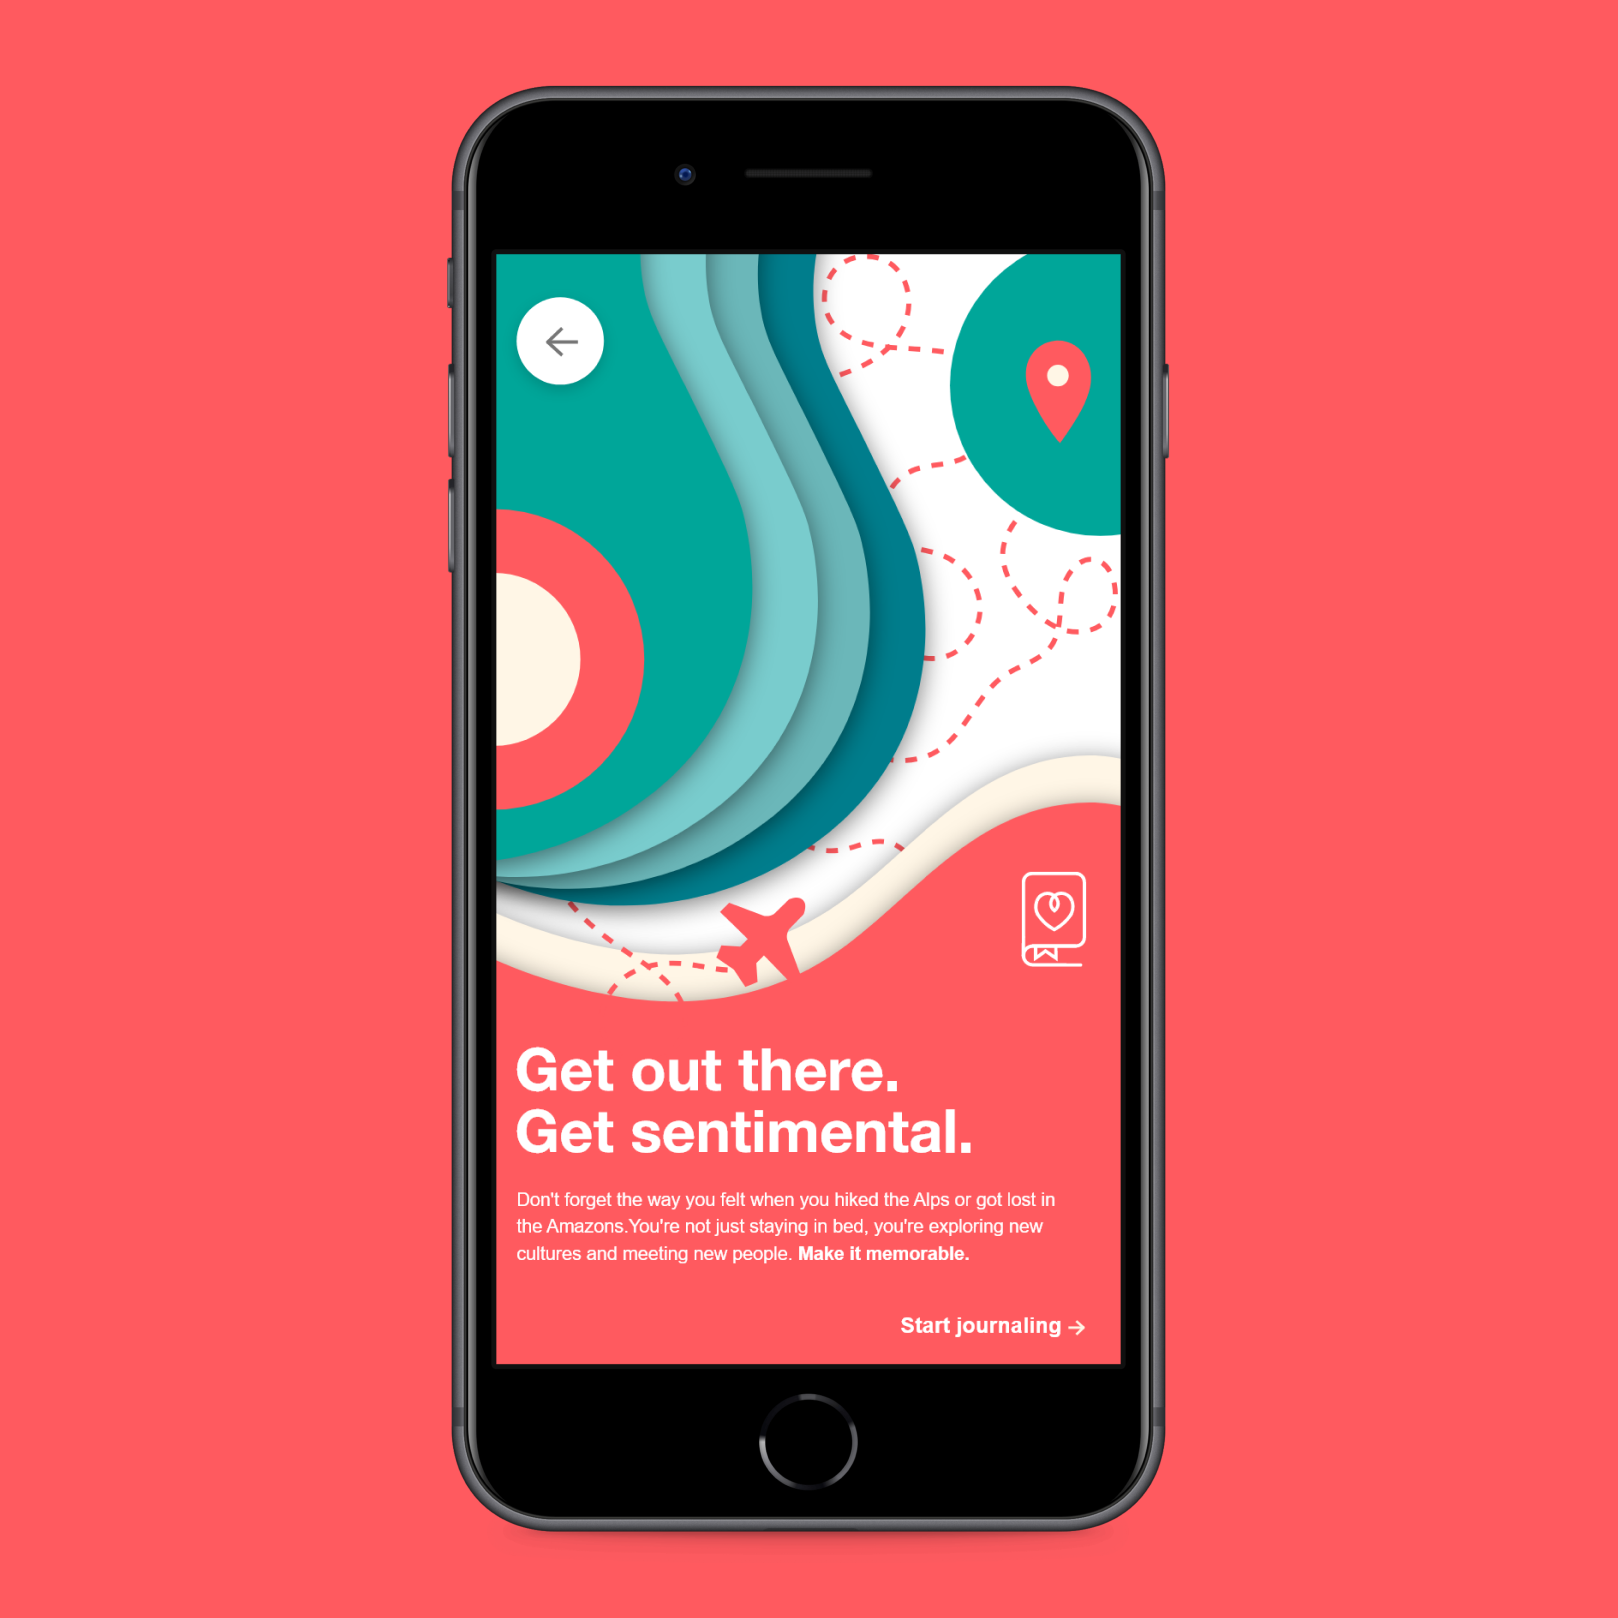 Get out there.
Get sentimental.
Don't forget the way you felt when you hiked the Alps or got lost in
the Amazons.You're not just staying in bed, you're exploring new
cultures and meeting new people. Make it memorable.
Start journaling →